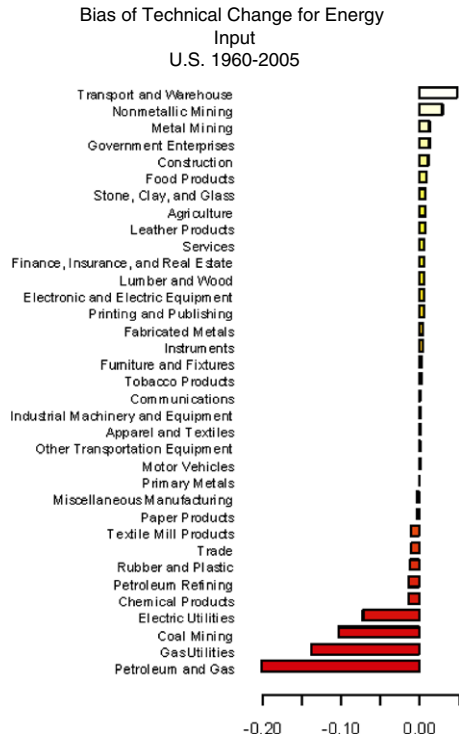 Bias of Technical Change for Energy
Input
U.S. 1960-2005
Transport and Warehouse
Nonmetallic Mining
Metal Mining
Government Enterprises
Construction
Food Products
Stone, Clay, and Glass
Agriculture
Leather Products
Services
Finance, Insurance, and Real Estate
Lumber and Wood
Electronic and Electric Equipment
Printing and Publishing
Fabricated Metals
Instruments
Furniture and Fixtures
Tobacco Products
Communications
Industrial Machinery and Equipment
Apparel and Textiles
Other Transportation Equipment
Motor Vehicles
Primary Metals
Miscellaneous Manufacturing
Paper Products
Textile Mill Products
Trade
Rubber and Plastic
Petroleum Refining
Chemical Products
Electric Utilities
Coal Mining
Gas Utilities
Petroleum and Gas
-0.20 -0.10 0.00